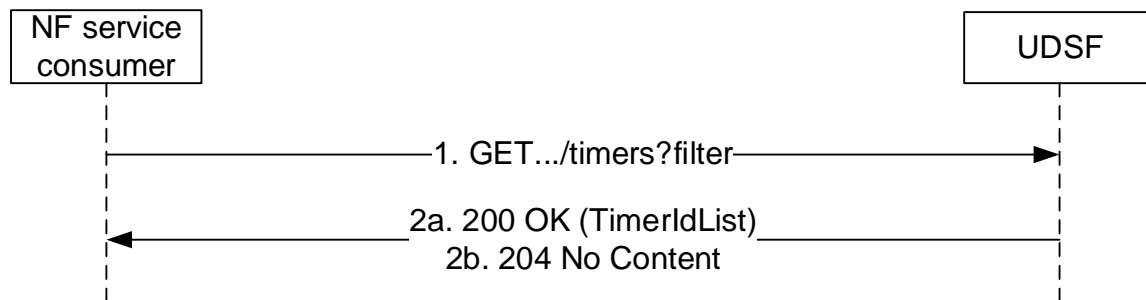 NF service
consumer
UDSF
1. GET.../timers?filter
2a. 200 OK (TimerIdList)
2b. 204 No Content